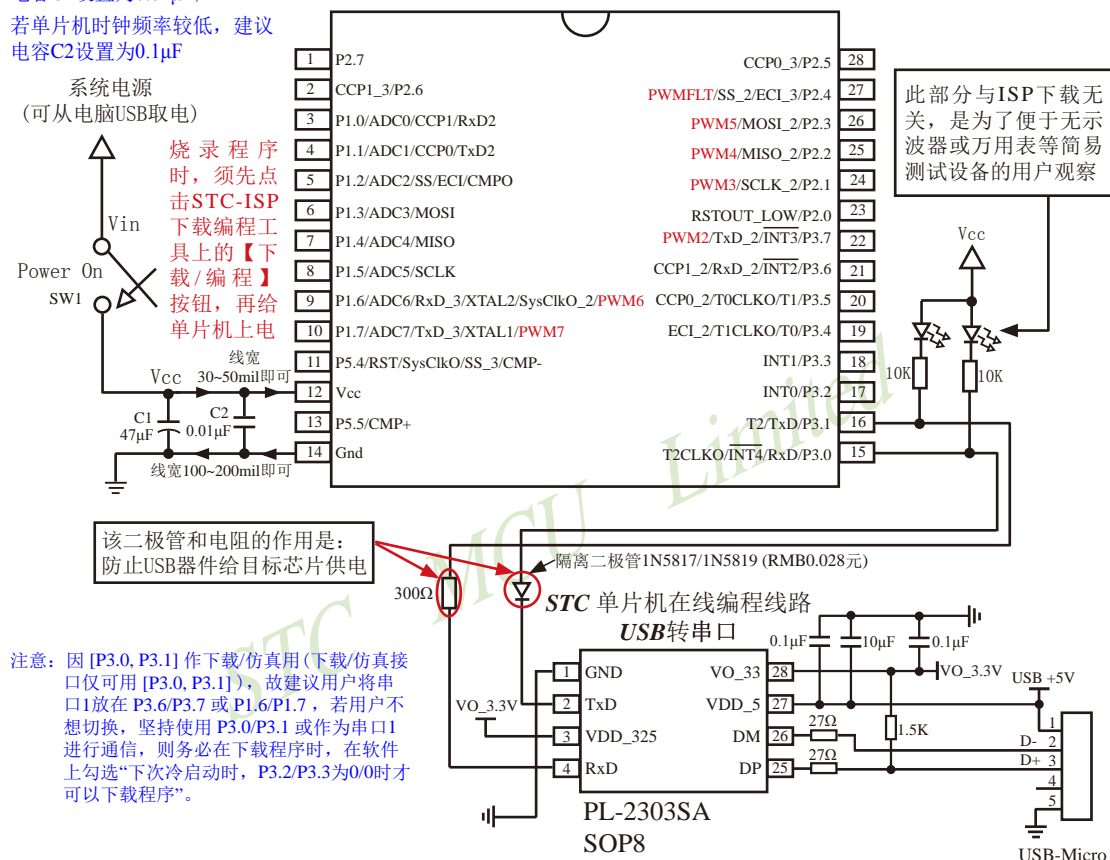 若单片机时钟频率较低，建议
电容C2设置为0.1μF
系统电源
(可从电脑USB取电)
烧录程序
时，须先点
击STC-ISP
下载编程工
具上的【下
载/编程】
按钮，再给
单片机上电
Vin
Power On
SW1
Vcc
线宽
30~50mil即可
C1
47μF
C2
0.01μF
线宽100~200mil即可
1 P2.7
2 CCP1_3/P2.6
3 P1.0/ADC0/CCP1/RxD2
4 P1.1/ADC1/CCP0/TxD2
5 P1.2/ADC2/SS/ECI/CMPO
6 P1.3/ADC3/MOSI
7 P1.4/ADC4/MISO
8 P1.5/ADC5/SCLK
9 P1.6/ADC6/RxD_3/XTAL2/SysClkO_2/PWM6
10 P1.7/ADC7/TxD_3/XTAL1/PWM7
11 P5.4/RST/SysClkO/SS_3/CMP-
12 Vcc
13 P5.5/CMP+
14 Gnd
CCP0_3/P2.5 28
PWMFLT/SS_2/ECI_3/P2.4 27
PWM5/MOSI_2/P2.3 26
PWM4/MISO_2/P2.2 25
PWM3/SCLK_2/P2.1 24
RSTOUT_LOW/P2.0 23
PWM2/TxD_2/INT3/P3.7 22
CCP1_2/RxD_2/INT2/P3.6 21
CCP0_2/T0CLKO/T1/P3.5 20
ECI_2/T1CLKO/T0/P3.4 19
INT1/P3.3 18
INT0/P3.2 17
T2/TxD/P3.1 16
T2CLKO/INT4/RxD/P3.0 15
此部分与ISP下载无
关，是为了便于无示
波器或万用表等简易
测试设备的用户观察
Vcc
10K
10K
STC MCU Limited
该二极管和电阻的作用是：
防止USB器件给目标芯片供电
300Ω
隔离二极管1N5817/1N5819 (RMB0.028元)
STC 单片机在线编程线路
USB转串口
注意：因 [P3.0, P3.1] 作下载/仿真用(下载/仿真接
口仅可用 [P3.0, P3.1] )，故建议用户将串
口1放在 P3.6/P3.7 或 P1.6/P1.7，若用户不
想切换，坚持使用 P3.0/P3.1 或作为串口1
进行通信，则务必在下载程序时，在软件
上勾选“下次冷启动时，P3.2/P3.3为0/0时才
可以下载程序”。
0.1μF
10μF
0.1μF
VO_3.3V
1 GND
2 TxD
3 VDD_325
4 RxD
VO_33 28
VDD_5 27
DM 26
DP 25
VO_3.3V
USB +5V
27Ω
27Ω
1.5K
D-
D+
1
2
3
4
5
PL-2303SA
SOP8
USB-Micro